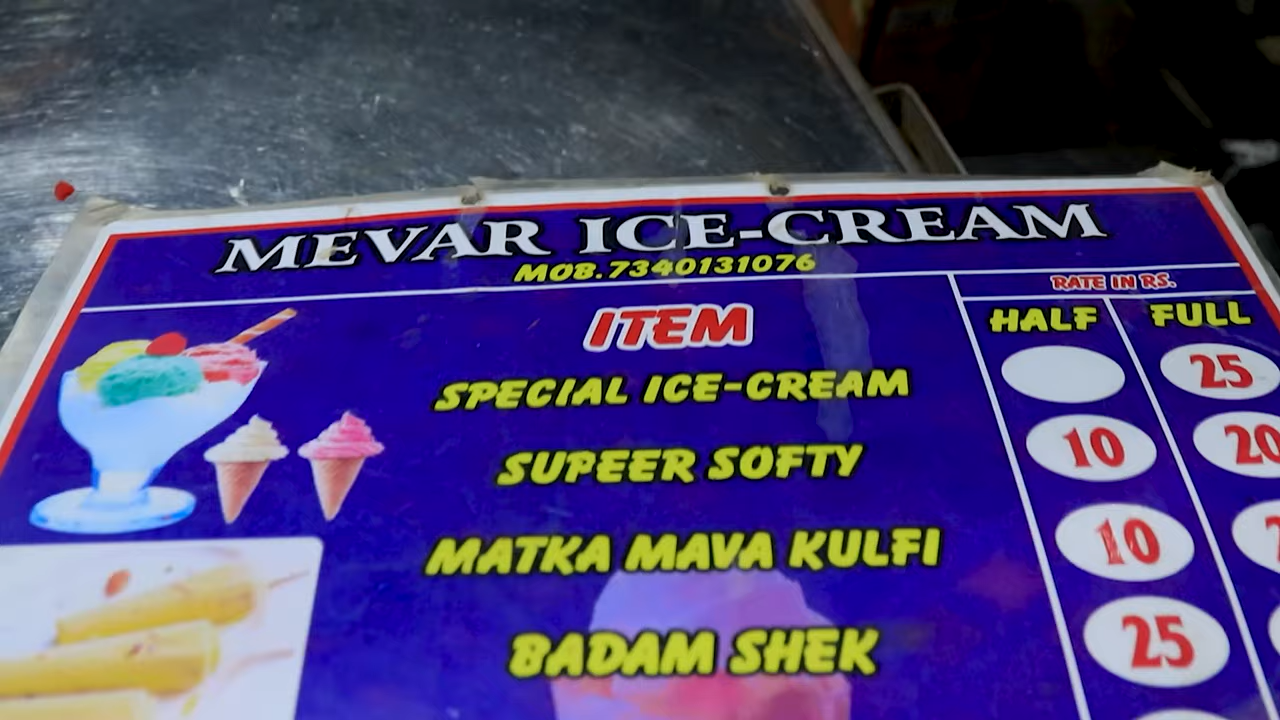 MEVAR ICE-CREAM
MOB.7340131076
RATE IN RS.
ITEM HALF FULL
SPECIAL ICE-CREAM 25
SUPEER SOFTY 10 20
MATKA MAVA KULFI 10
BADAM SHEK 25